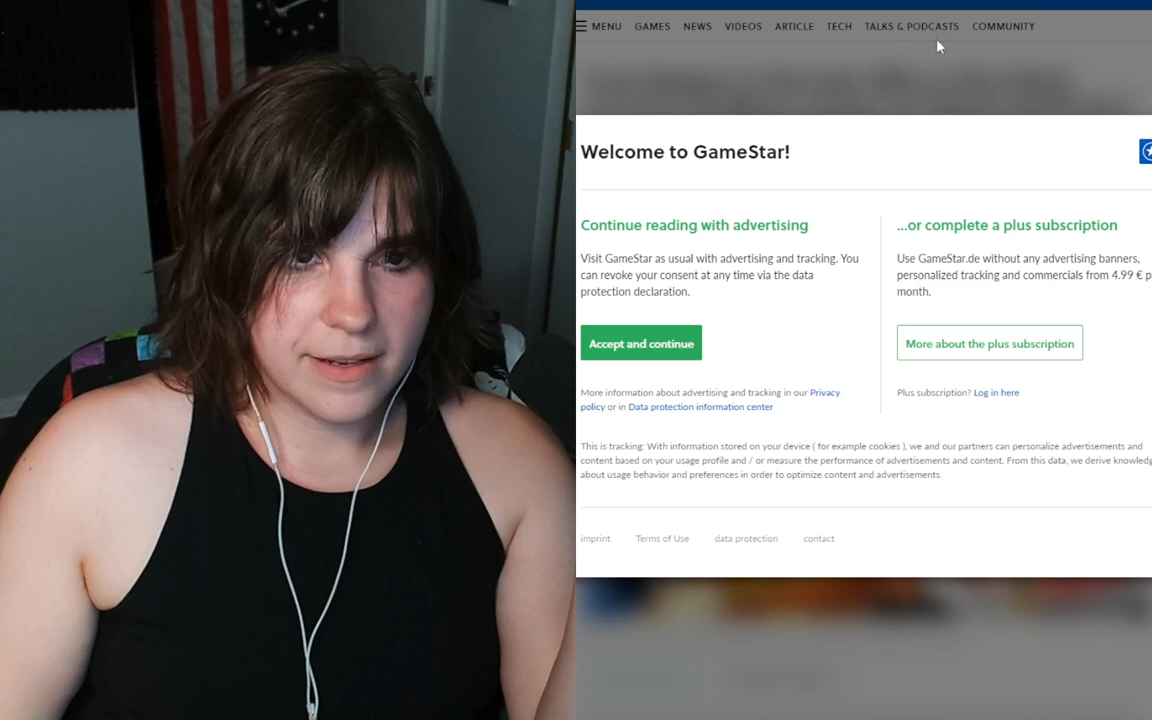 MENU GAMES NEWS VIDEOS ARTICLE TECH TALKS & PODCASTS COMMUNITY
Welcome to GameStar!
Continue reading with advertising
Visit GameStar as usual with advertising and tracking. You
can revoke your consent at any time via the data
protection declaration.
Accept and continue
More information about advertising and tracking in our Privacy
policy or in Data protection information center
...or complete a plus subscription
Use GameStar.de without any advertising banners,
personalized tracking and commercials from 4.99 € p
month.
More about the plus subscription
Plus subscription? Log in here
This is tracking: With information stored on your device ( for example cookies ), we and our partners can personalize advertisements and
content based on your usage profile and / or measure the performance of advertisements and content. From this data, we derive knowledg
about usage behavior and preferences in order to optimize content and advertisements.
imprint Terms of Use data protection contact